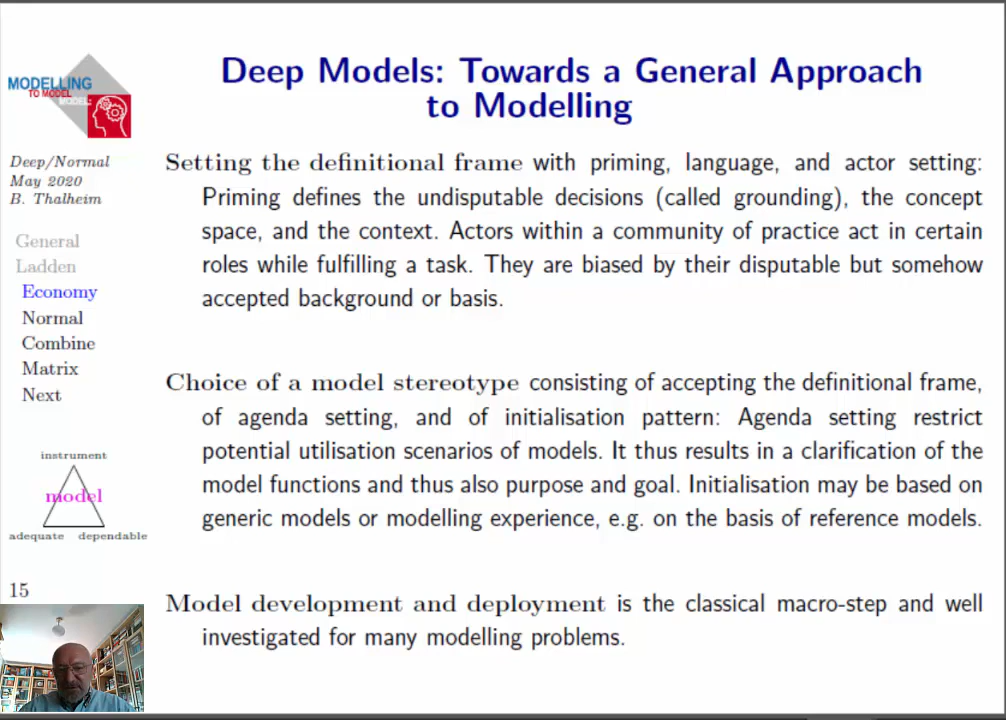 MODELLING
TO MODEL
MODEL:
Deep Models: Towards a General Approach
to Modelling
Deep/Normal
May 2020
B. Thalheim
General
Ladden
Economy
Normal
Combine
Matrix
Next
instrument
model
adequate dependable
15
Setting the definitional frame with priming, language, and actor setting:
Priming defines the undisputable decisions (called grounding), the concept
space, and the context. Actors within a community of practice act in certain
roles while fulfilling a task. They are biased by their disputable but somehow
accepted background or basis.
Choice of a model stereotype consisting of accepting the definitional frame,
of agenda setting, and of initialisation pattern: Agenda setting restrict
potential utilisation scenarios of models. It thus results in a clarification of the
model functions and thus also purpose and goal. Initialisation may be based on
generic models or modelling experience, e.g. on the basis of reference models.
Model development and deployment is the classical macro-step and well
investigated for many modelling problems.